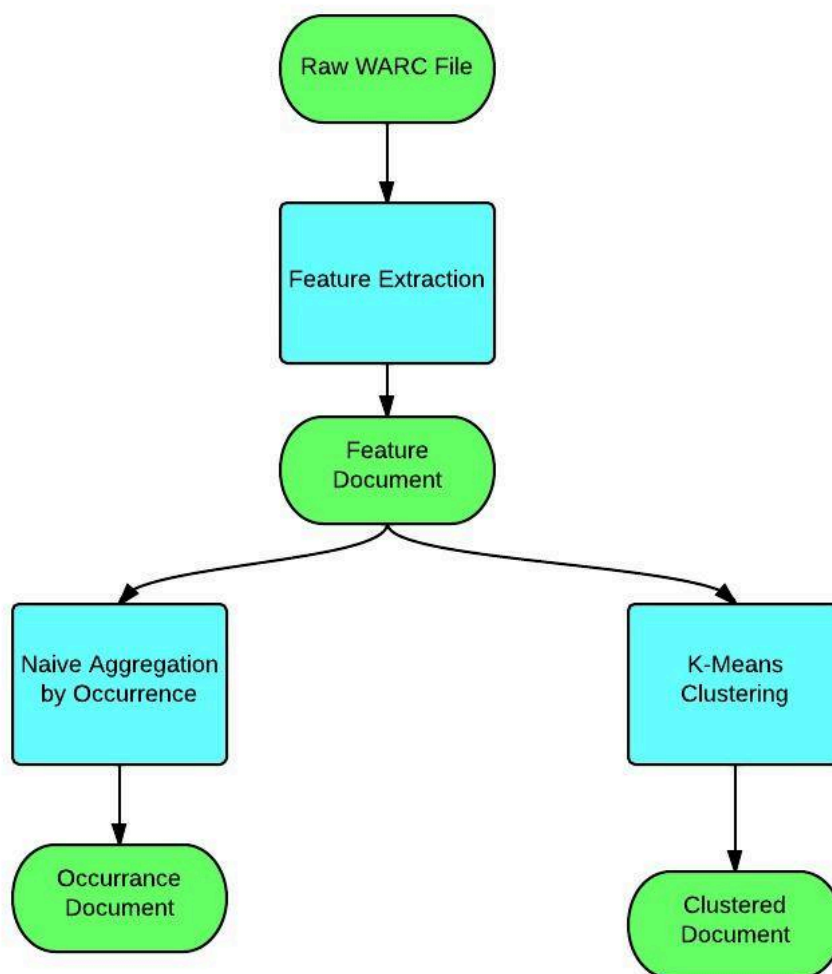 Raw WARC File
Feature Extraction
Feature
Document
Naive Aggregation
by Occurrence
K-Means
Clustering
Occurrance
Document
Clustered
Document